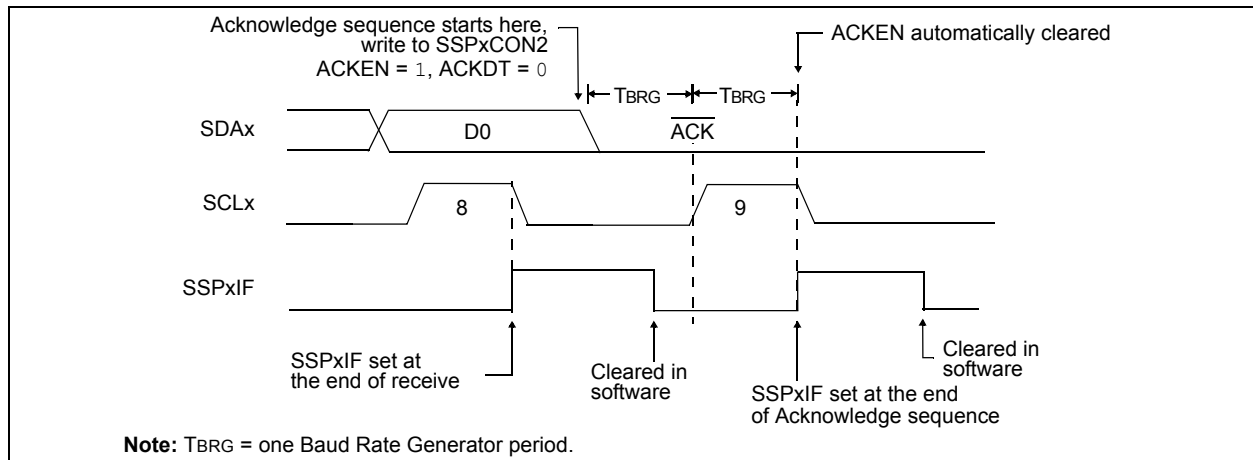 Acknowledge sequence starts here,
write to SSPxCON2
ACKEN = 1, ACKDT = 0
ACKEN automatically cleared
TBRG
TBRG
SDAx
D0
ACK
SCLx
8
9
SSPxIF
SSPxIF set at
the end of receive
Cleared in
software
SSPxIF set at the end
of Acknowledge sequence
Cleared in
software
Note: TBRG = one Baud Rate Generator period.